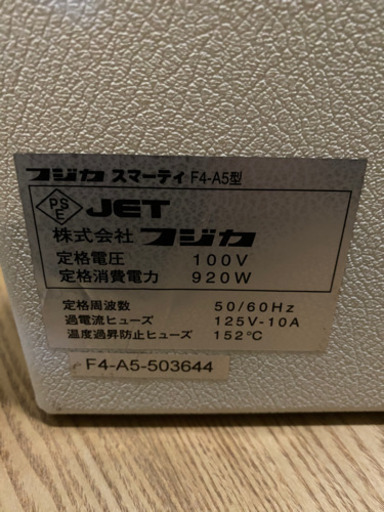 フジカ スマーティ F4-A5型
PS
E
JET
株式会社 フジカ
定格電圧 100V
定格消費電力 920W
定格周波数 50/60Hz
過電流ヒューズ 125V-10A
温度過昇防止ヒューズ 152℃
F4-A5-503644